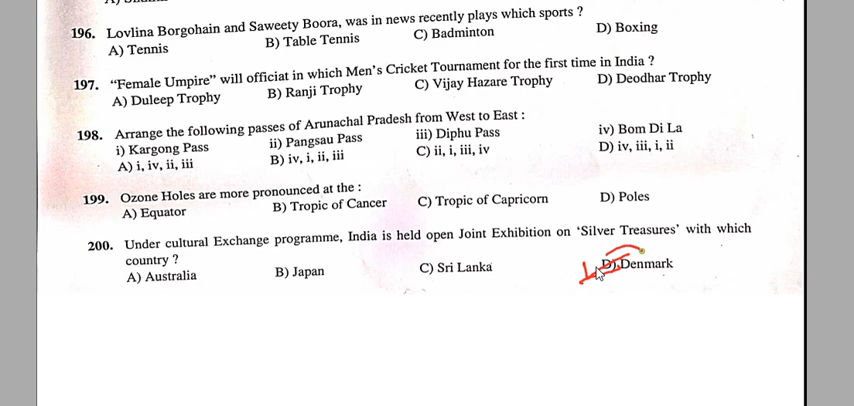 196. Lovlina Borgohain and Saweety Boora, was in news recently plays which sports ?
A) Tennis B) Table Tennis C) Badminton D) Boxing
197. “Female Umpire” will officiat in which Men’s Cricket Tournament for the first time in India ?
A) Duleep Trophy B) Ranji Trophy C) Vijay Hazare Trophy D) Deodhar Trophy
198. Arrange the following passes of Arunachal Pradesh from West to East :
i) Kargong Pass ii) Pangsau Pass iii) Diphu Pass iv) Bom Di La
A) i, iv, ii, iii B) iv, i, ii, iii C) ii, i, iii, iv D) iv, iii, i, ii
199. Ozone Holes are more pronounced at the :
A) Equator B) Tropic of Cancer C) Tropic of Capricorn D) Poles
200. Under cultural Exchange programme, India is held open Joint Exhibition on ‘Silver Treasures’ with which
country ?
A) Australia B) Japan C) Sri Lanka D) Denmark